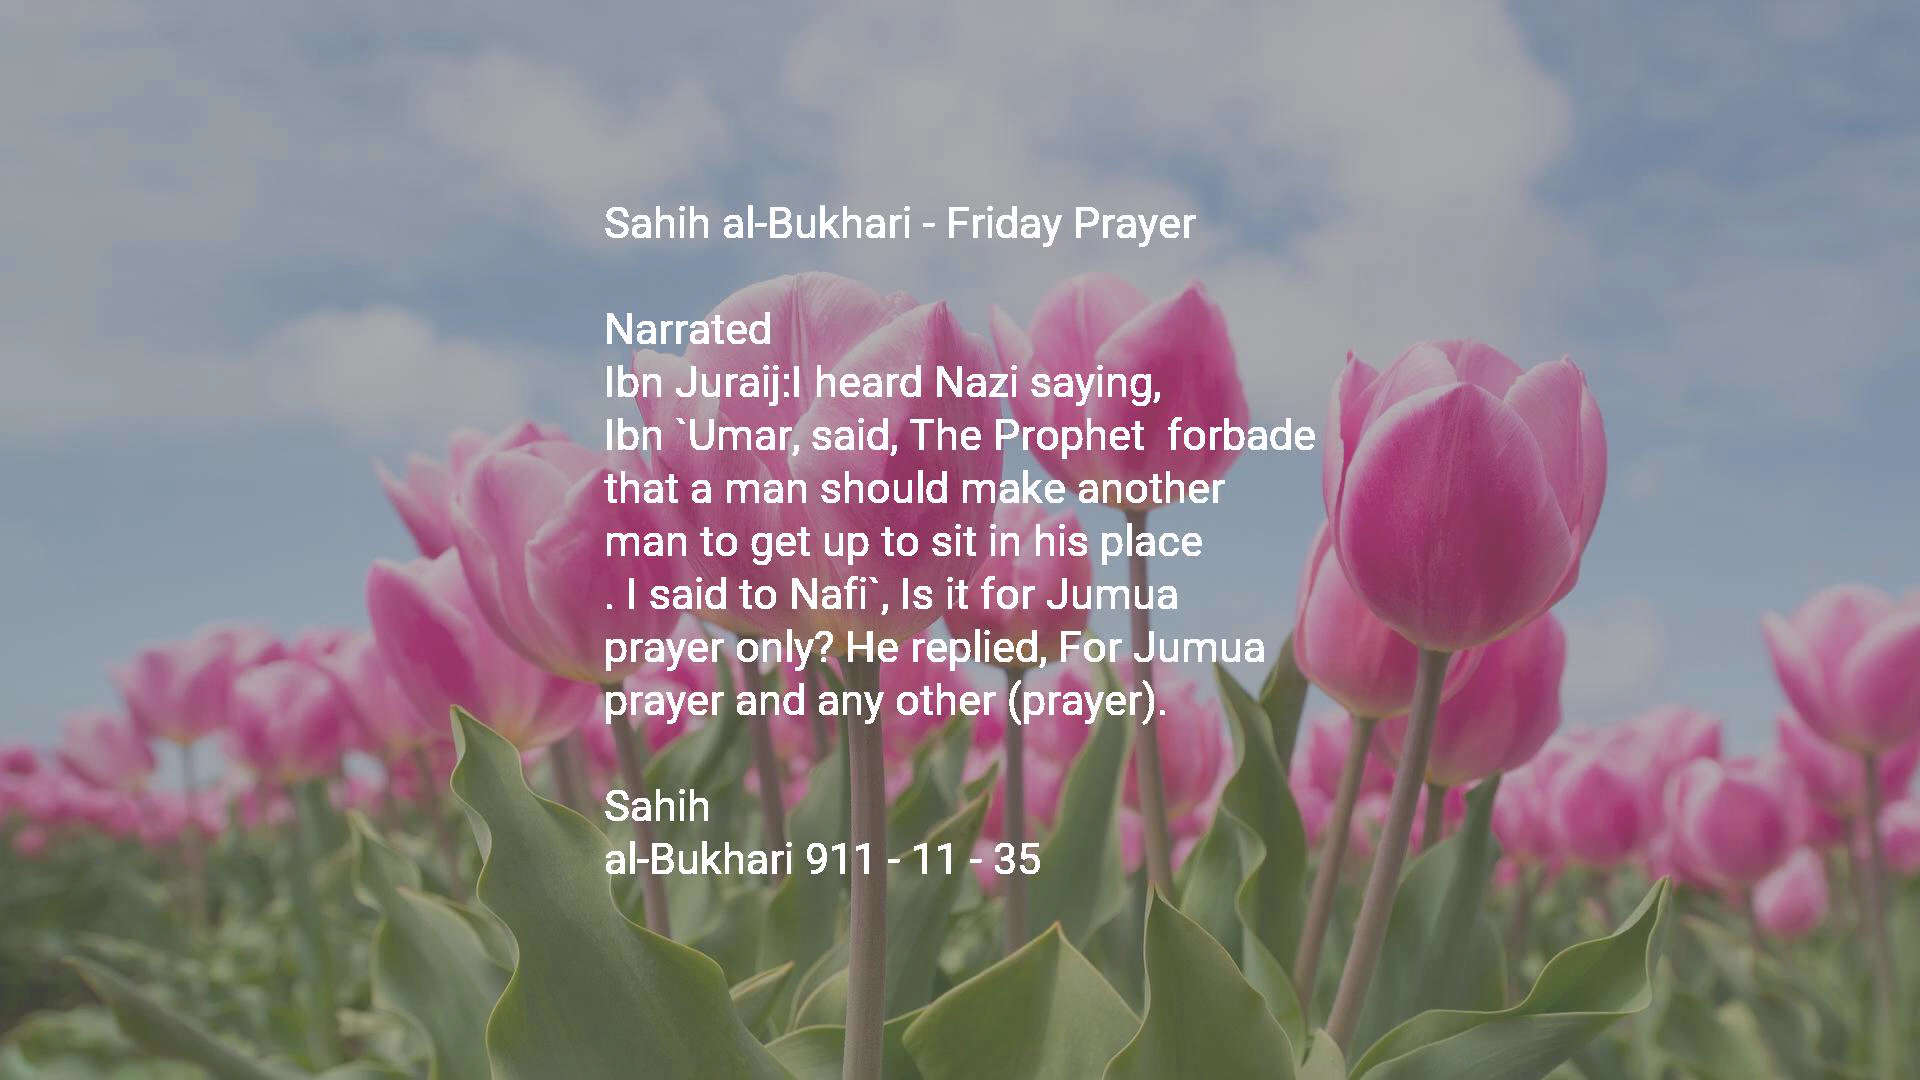 Sahih al-Bukhari - Friday Prayer
Narrated
Ibn Juraij:I heard Nazi saying,
Ibn `Umar, said, The Prophet  forbade
that a man should make another
man to get up to sit in his place
. I said to Nafi`, Is it for Jumua
prayer only? He replied, For Jumua
prayer and any other (prayer).
Sahih
al-Bukhari 911 - 11 - 35